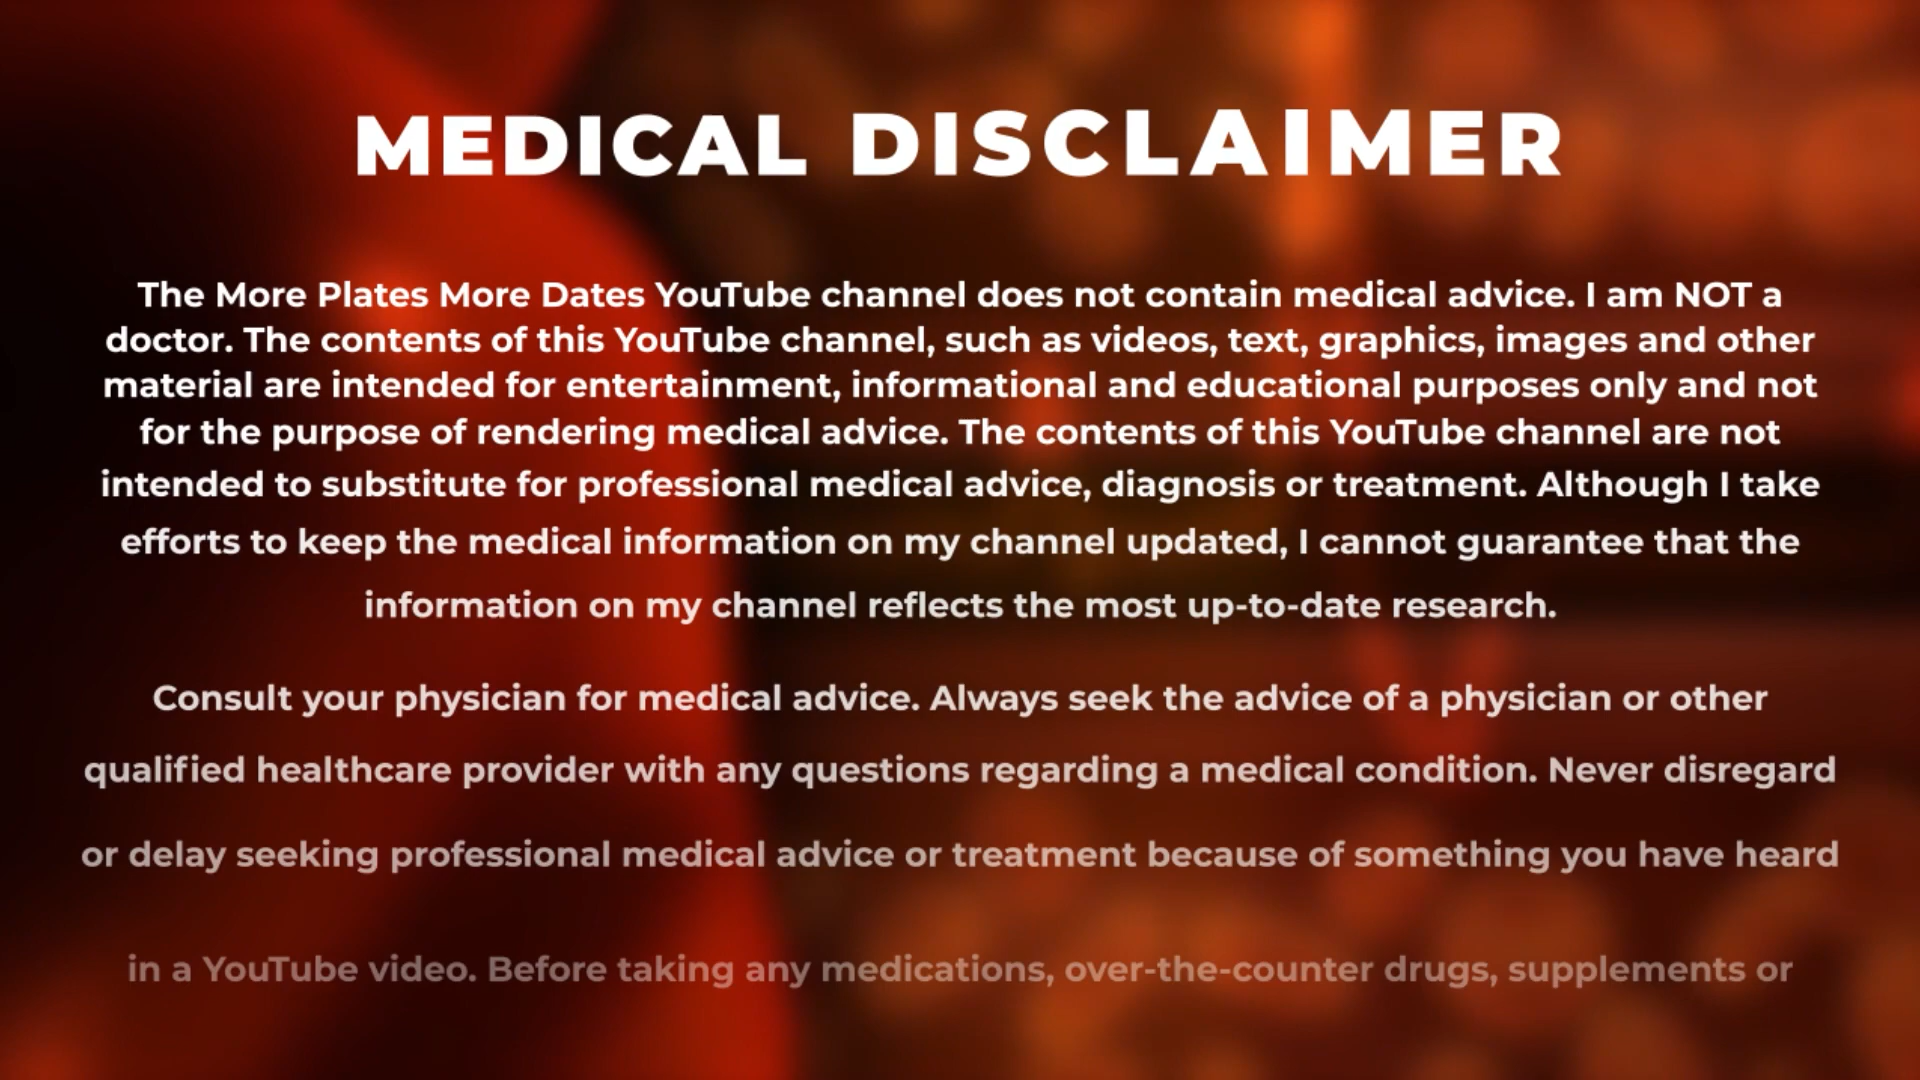 MEDICAL DISCLAIMER
The More Plates More Dates YouTube channel does not contain medical advice. I am NOT a
doctor. The contents of this YouTube channel, such as videos, text, graphics, images and other
material are intended for entertainment, informational and educational purposes only and not
for the purpose of rendering medical advice. The contents of this YouTube channel are not
intended to substitute for professional medical advice, diagnosis or treatment. Although I take
efforts to keep the medical information on my channel updated, I cannot guarantee that the
information on my channel reflects the most up-to-date research.
Consult your physician for medical advice. Always seek the advice of a physician or other
qualified healthcare provider with any questions regarding a medical condition. Never disregard
or delay seeking professional medical advice or treatment because of something you have heard
in a YouTube video. Before taking any medications, over-the-counter drugs, supplements or